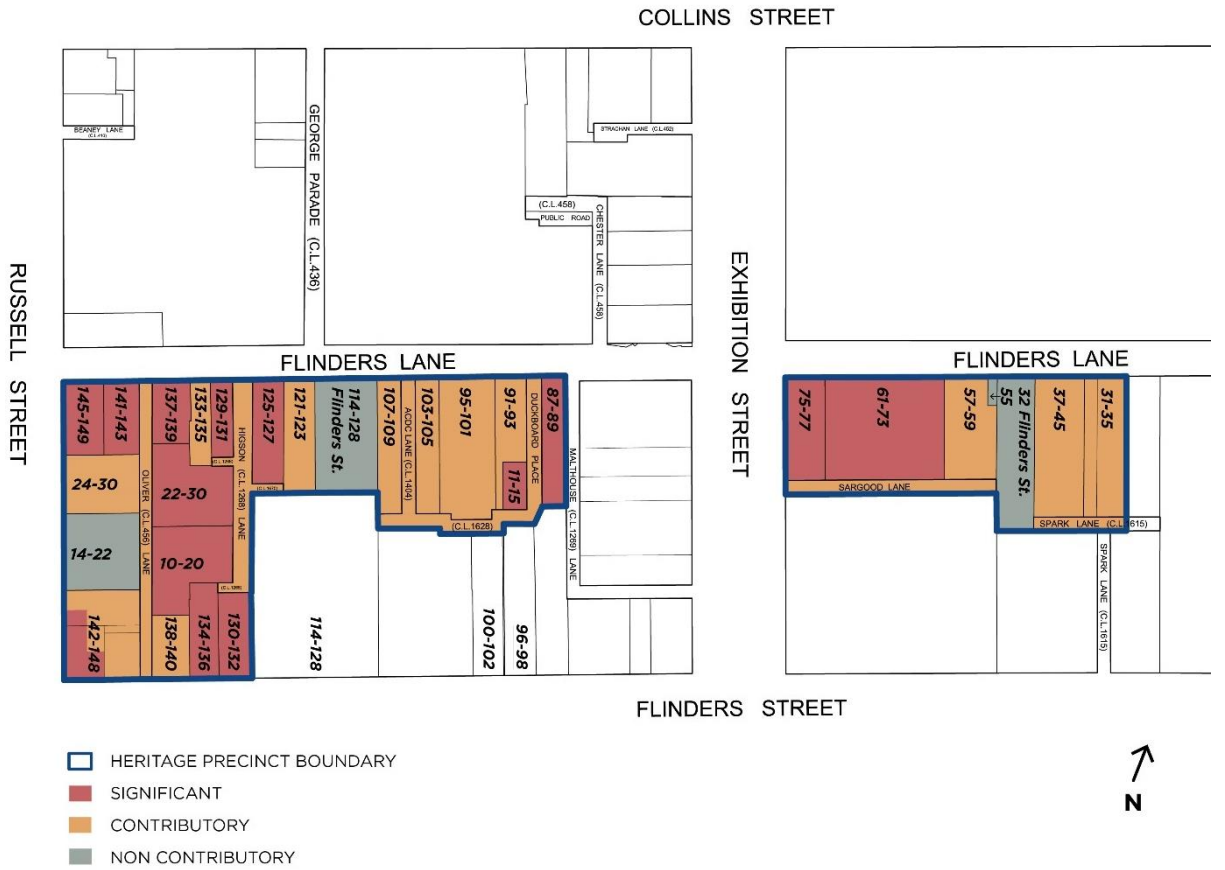 COLLINS STREET
BEANEY LANE
(C.L.410)
GEORGE PARADE (C.L.436)
STRACHAN LANE (C.L.462)
(C.L.458)
PUBLIC ROAD
CHESTER LANE (C.L.458)
RUSSELL STREET
EXHIBITION STREET
FLINDERS LANE
FLINDERS LANE
145-149
141-143
137-139
133-135
129-131
125-127
121-123
114-128
Flinders St.
107-109
ACDC LANE (C.L.1404)
103-105
95-101
91-93
DUCKBOARD PLACE
87-89
75-77
61-73
57-59
55
32 Flinders St.
37-45
31-35
24-30
OLIVER (C.L.456) LANE
22-30
HIGSON (C.L.1268) LANE
11-15
MALTHOUSE (C.L.1269) LANE
SARGOOD LANE
(C.L.1628)
SPARK LANE (C.L.1615)
SPARK LANE (C.L.1615)
14-22
10-20
142-148
138-140
134-136
130-132
114-128
100-102
96-98
FLINDERS STREET
HERITAGE PRECINCT BOUNDARY
SIGNIFICANT
CONTRIBUTORY
NON CONTRIBUTORY
N